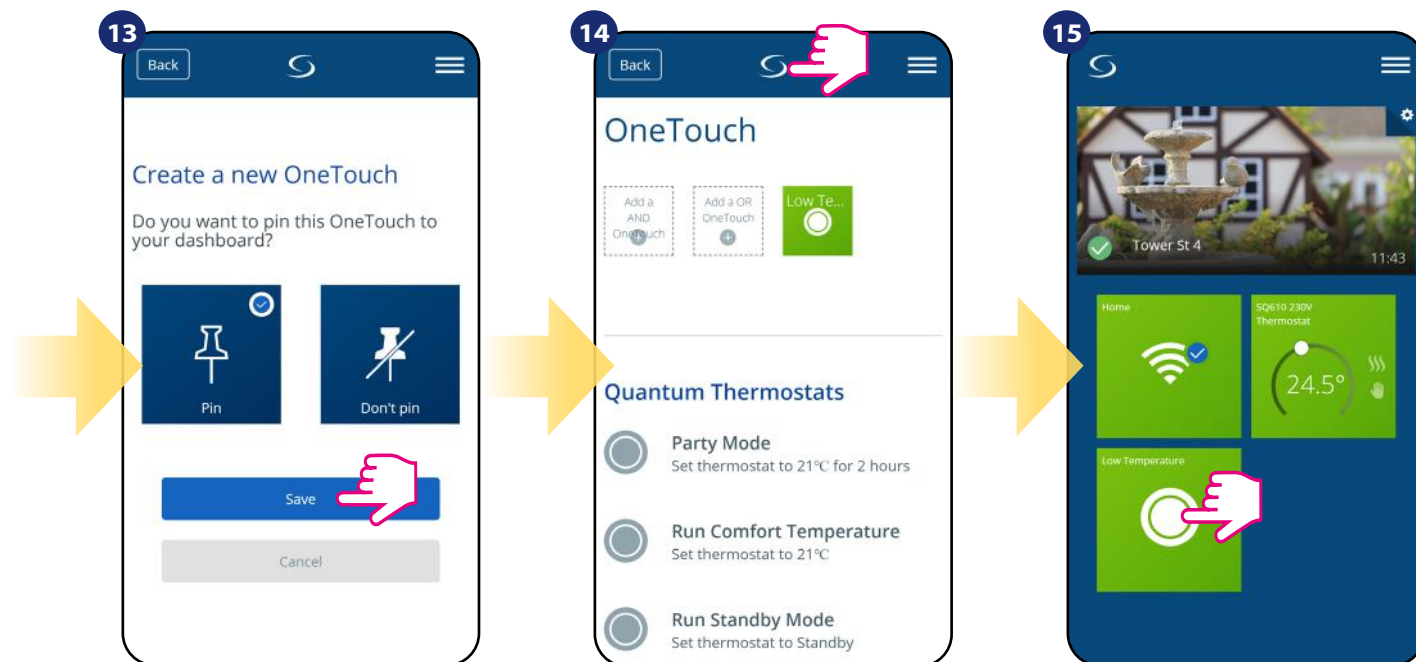 13
Back
Create a new OneTouch
Do you want to pin this OneTouch to
your dashboard?
Pin
Don't pin
Save
Cancel
14
Back
OneTouch
Add a
AND
OneTouch
Add a OR
OneTouch
Low Te...
Quantum Thermostats
Party Mode
Set thermostat to 21℃ for 2 hours
Run Comfort Temperature
Set thermostat to 21℃
Run Standby Mode
Set thermostat to Standby
15
Tower St 4
11:43
Home
SQ610 230V
Thermostat
24.5°
Low Temperature